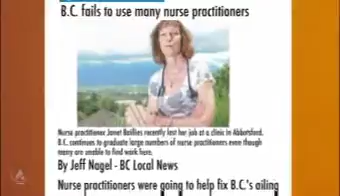 B.C. fails to use many nurse practitioners
Nurse practitioner Janet Baillies recently lost her job at a clinic in Abbotsford.
B.C. continues to graduate large numbers of nurse practitioners even though
many are unable to find work here.
By Jeff Nagel - BC Local News
Nurse practitioners were going to help fix B.C.'s ailing